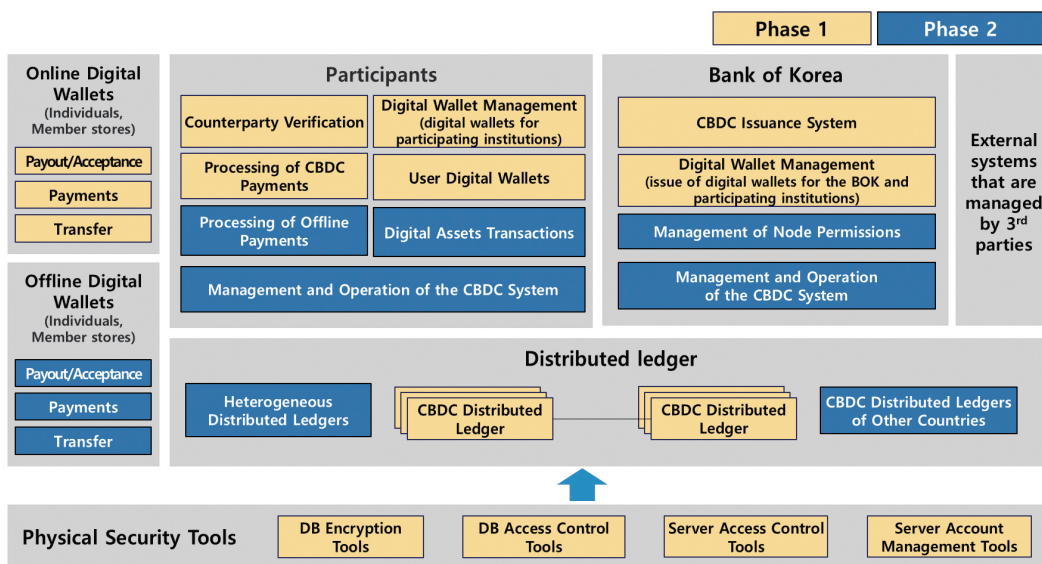 Phase 1
Phase 2
Online Digital
Wallets
(Individuals,
Member stores)
Payout/Acceptance
Payments
Transfer
Offline Digital
Wallets
(Individuals,
Member stores)
Payout/Acceptance
Payments
Transfer
Participants
Counterparty Verification
Digital Wallet Management
(digital wallets for
participating institutions)
Processing of CBDC
Payments
User Digital Wallets
Processing of Offline
Payments
Digital Assets Transactions
Management and Operation of the CBDC System
Bank of Korea
CBDC Issuance System
Digital Wallet Management
(issue of digital wallets for the BOK and
participating institutions)
Management of Node Permissions
Management and Operation
of the CBDC System
External
systems
that are
managed
by 3rd
parties
Distributed ledger
Heterogeneous
Distributed Ledgers
CBDC Distributed
Ledger
CBDC Distributed
Ledger
CBDC Distributed Ledgers
of Other Countries
Physical Security Tools
DB Encryption
Tools
DB Access Control
Tools
Server Access Control
Tools
Server Account
Management Tools